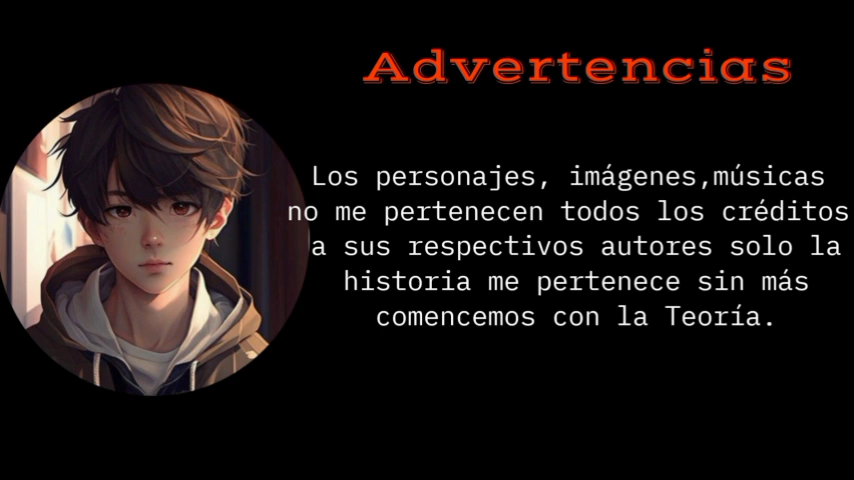 Advertencias
Los personajes, imágenes,músicas
no me pertenecen todos los créditos
a sus respectivos autores solo la
historia me pertenece sin más
comencemos con la Teoría.